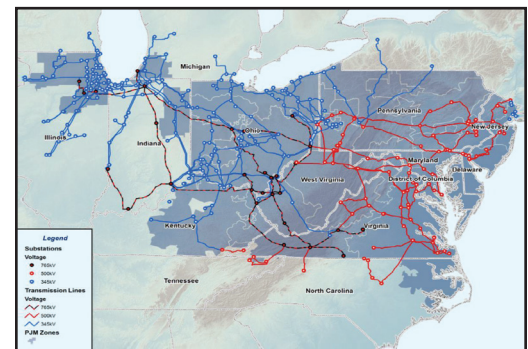 Michigan
Pennsylvania
New Jersey
Illinois
Ohio
Indiana
Maryland
Delaware
West Virginia
District of Columbia
Kentucky
Virginia
Tennessee
North Carolina
Legend
Substations
Voltage
765kV
500kV
345kV
Transmission Lines
Voltage
765kV
500kV
345kV
PJM Zones